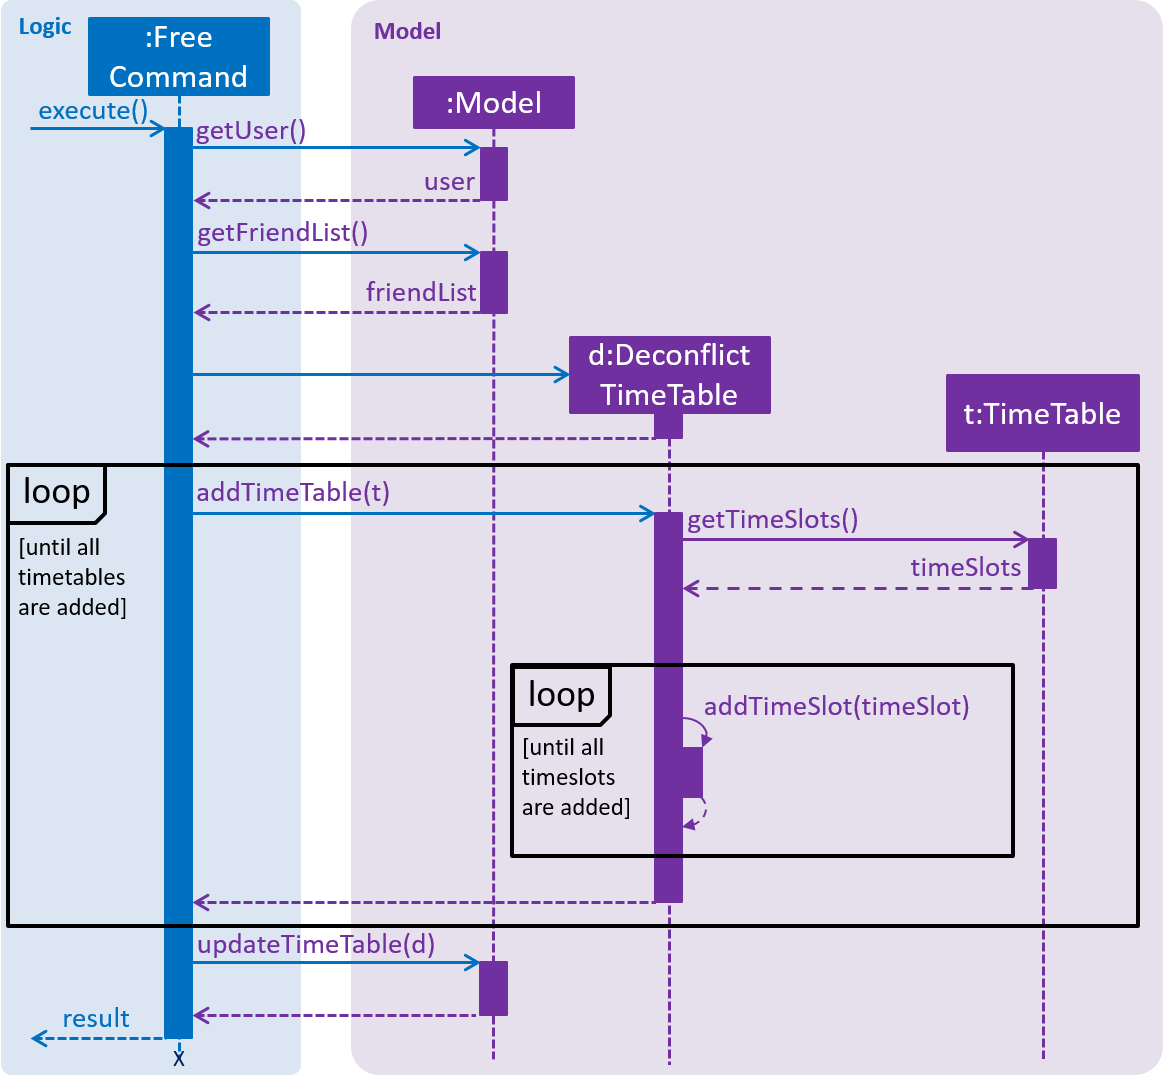 Logic
Model
:Free
Command
:Model
execute()
getUser()
user
getFriendList()
friendList
d:Deconflict
TimeTable
t:TimeTable
loop
addTimeTable(t)
getTimeSlots()
[until all
timetables
are added]
timeSlots
loop
addTimeSlot(timeSlot)
[until all
timeslots
are added]
updateTimeTable(d)
result
X